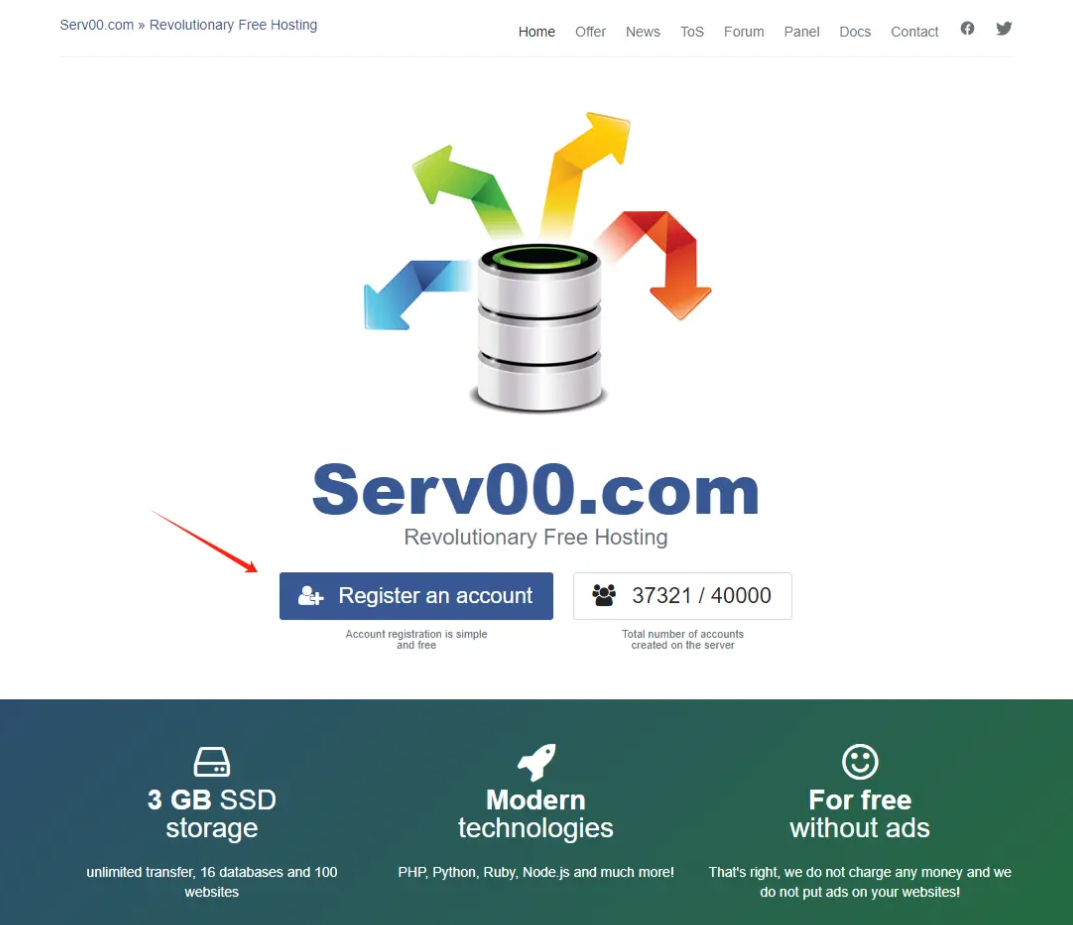 Serv00.com » Revolutionary Free Hosting
Home Offer News ToS Forum Panel Docs Contact
Serv00.com
Revolutionary Free Hosting
Register an account
37321 / 40000
Account registration is simple
and free
Total number of accounts
created on the server
3 GB SSD
storage
unlimited transfer, 16 databases and 100
websites
Modern
technologies
PHP, Python, Ruby, Node.js and much more!
For free
without ads
That's right, we do not charge any money and we
do not put ads on your websites!